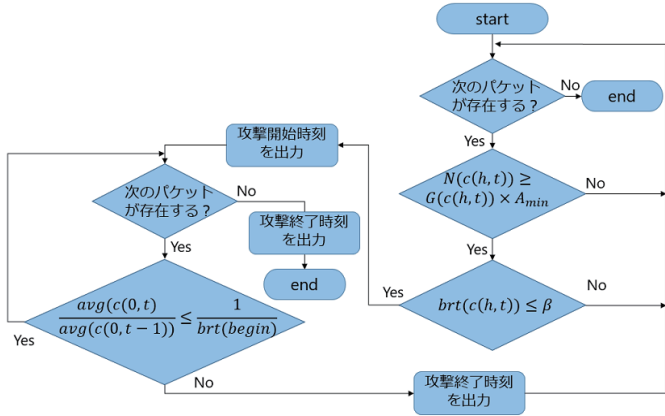 start
次のパケット
が存在する？
No
end
Yes
N(c(h,t)) ≥
G(c(h,t)) × A_min
No
Yes
brt(c(h,t)) ≤ β
No
Yes
攻撃開始時刻
を出力
次のパケット
が存在する？
No
攻撃終了時刻
を出力
end
Yes
avg(c(0,t) / avg(c(0,t−1)) ≤ 1 / brt(begin)
Yes
No
攻撃終了時刻
を出力